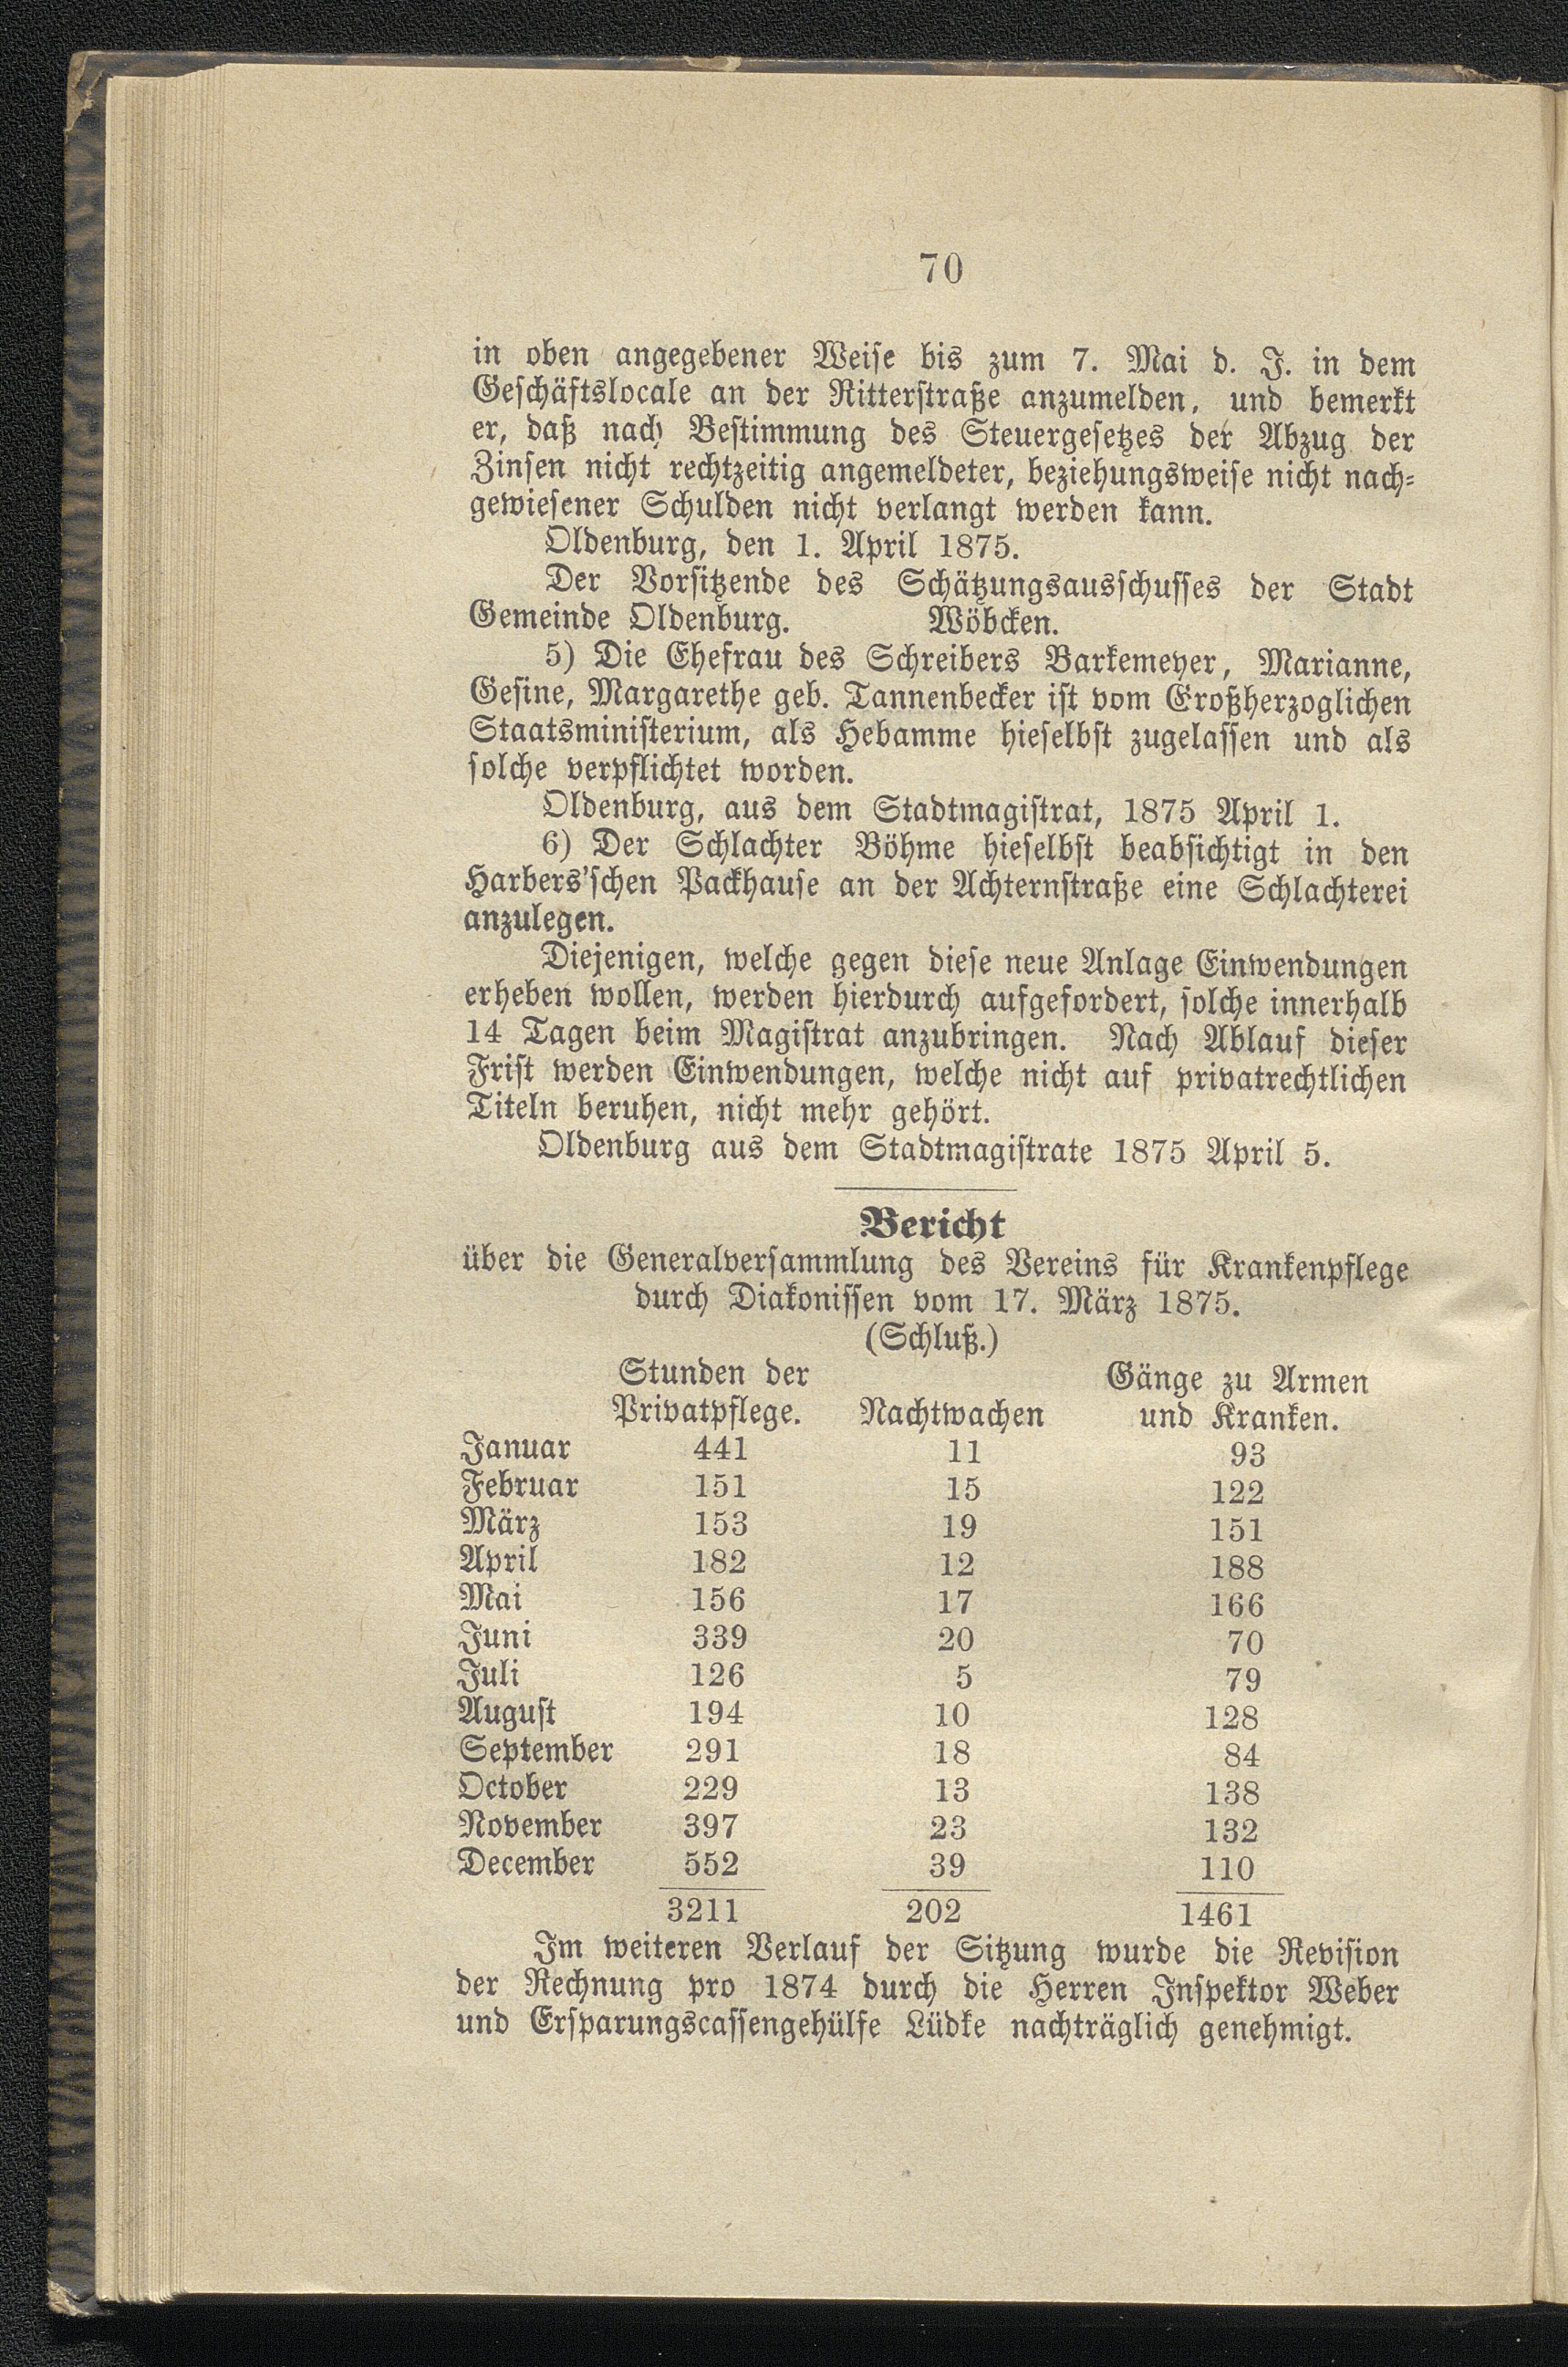 70
in oben angegebener Weise bis zum 7. Mai d. J. in dem
Geschäftslocale an der Ritterstraße anzumelden, und bemerkt
er, daß nach Bestimmung des Steuergesetzes der Abzug der
Zinsen nicht rechtzeitig angemeldeter, beziehungsweise nicht nach-
gewiesener Schulden nicht verlangt werden kann.
Oldenburg, den 1. April 1875.
Der Vorsitzende des Schätzungsausschusses der Stadt
Gemeinde Oldenburg. Wöbcken.
5) Die Ehefrau des Schreibers Barkemeyer, Marianne,
Gesine, Margarethe geb. Tannenbecker ist vom Großherzoglichen
Staatsministerium, als Hebamme hieselbst zugelassen und als
solche verpflichtet worden.
Oldenburg, aus dem Stadtmagistrat, 1875 April 1.
6) Der Schlachter Böhme hieselbst beabsichtigt in den
Harbers'schen Packhause an der Achternstraße eine Schlachterei
anzulegen.
Diejenigen, welche gegen diese neue Anlage Einwendungen
erheben wollen, werden hierdurch aufgefordert, solche innerhalb
14 Tagen beim Magistrat anzubringen. Nach Ablauf dieser
Frist werden Einwendungen, welche nicht auf privatrechtlichen
Titeln beruhen, nicht mehr gehört.
Oldenburg aus dem Stadtmagistrate 1875 April 5.
Bericht
über die Generalversammlung des Vereins für Krankenpflege
durch Diakonissen vom 17. März 1875.
(Schluß.)
Stunden der Gänge zu Armen
Privatpflege. Nachtwachen und Kranken.
Januar 441 11 93
Februar 151 15 122
März 153 19 151
April 182 12 188
Mai 156 17 166
Juni 339 20 70
Juli 126 5 79
August 194 10 128
September 291 18 84
October 229 13 138
November 397 23 132
December 552 39 110
3211 202 1461
Im weiteren Verlauf der Sitzung wurde die Revision
der Rechnung pro 1874 durch die Herren Inspektor Weber
und Ersparungscassengehülfe Lüdke nachträglich genehmigt.